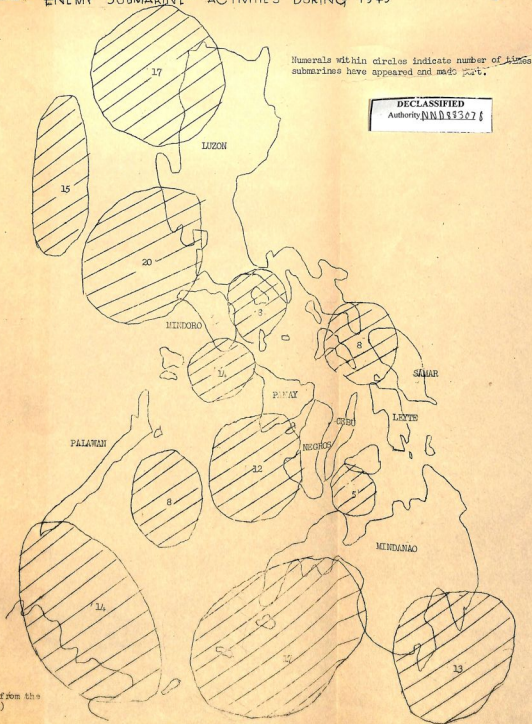 ENEMY SUBMARINE ACTIVITIES DURING 1943
Numerals within circles indicate number of times
submarines have appeared and made port.
DECLASSIFIED
Authority NND883078
17
LUZON
15
20
8
MINDORO
8
14
SAMAR
PANAY
CEBU
LEYTE
PALAWAN
NEGROS
12
8
5
MINDANAO
14
13
from the
)